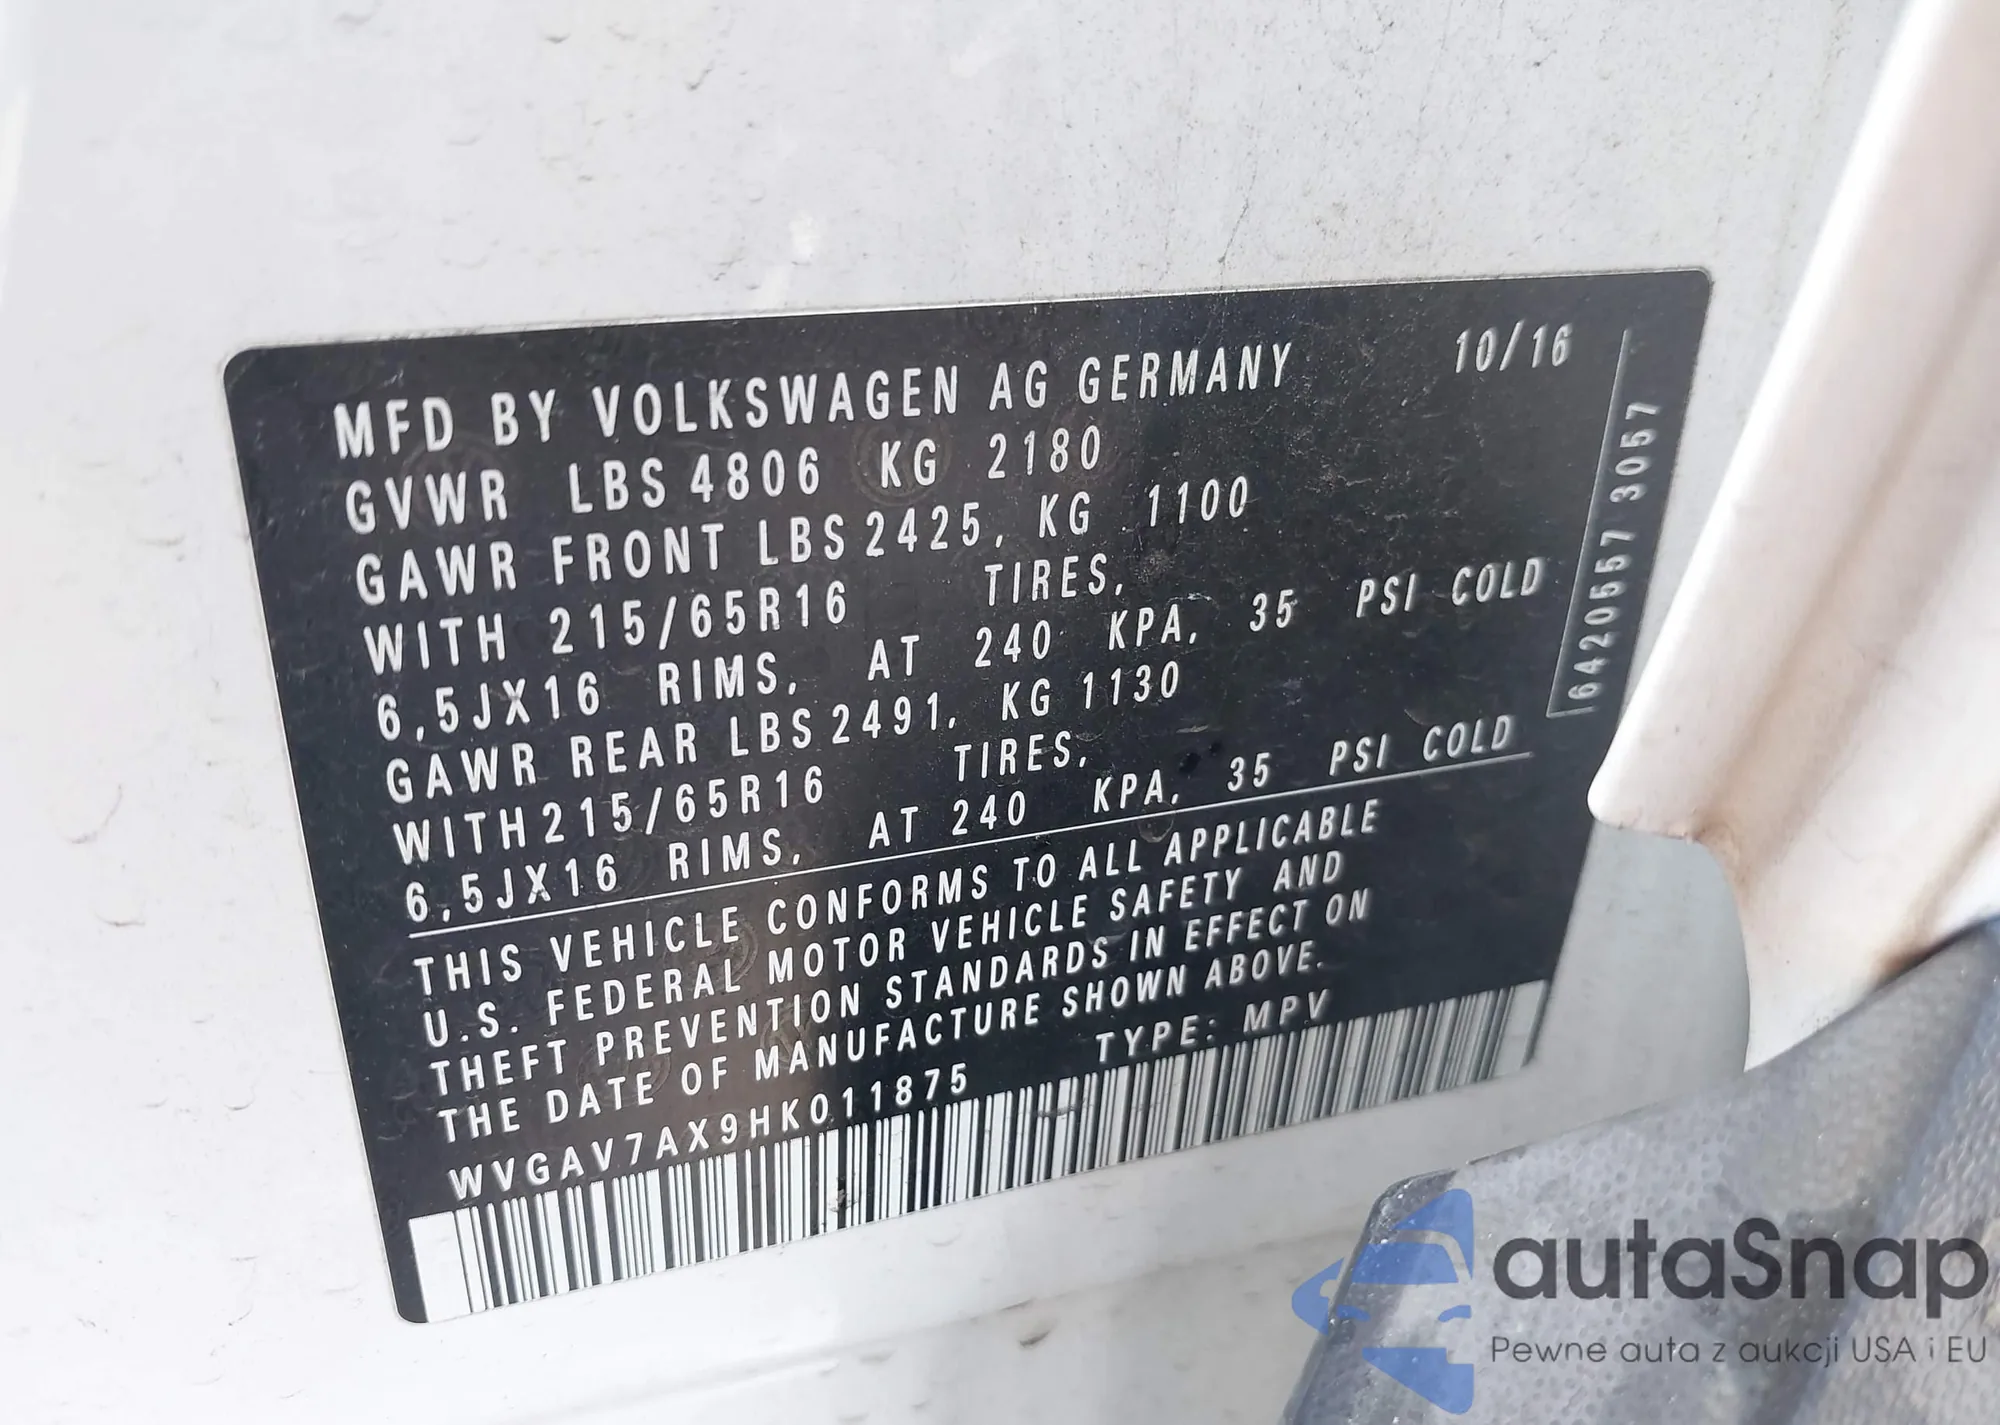 MFD BY VOLKSWAGEN AG GERMANY 10/16
GVWR LBS 4806 KG 2180
GAWR FRONT LBS 2425, KG 1100
WITH 215/65R16 TIRES,
6,5JX16 RIMS, AT 240 KPA, 35 PSI COLD
GAWR REAR LBS 2491, KG 1130
WITH 215/65R16 TIRES,
6,5JX16 RIMS, AT 240 KPA, 35 PSI COLD
THIS VEHICLE CONFORMS TO ALL APPLICABLE
U.S. FEDERAL MOTOR VEHICLE SAFETY AND
THEFT PREVENTION STANDARDS IN EFFECT ON
THE DATE OF MANUFACTURE SHOWN ABOVE.
WVGAV7AX9HK011875 TYPE: MPV
6420557 3057
autaSnap
Pewne auta z aukcji USA i EU